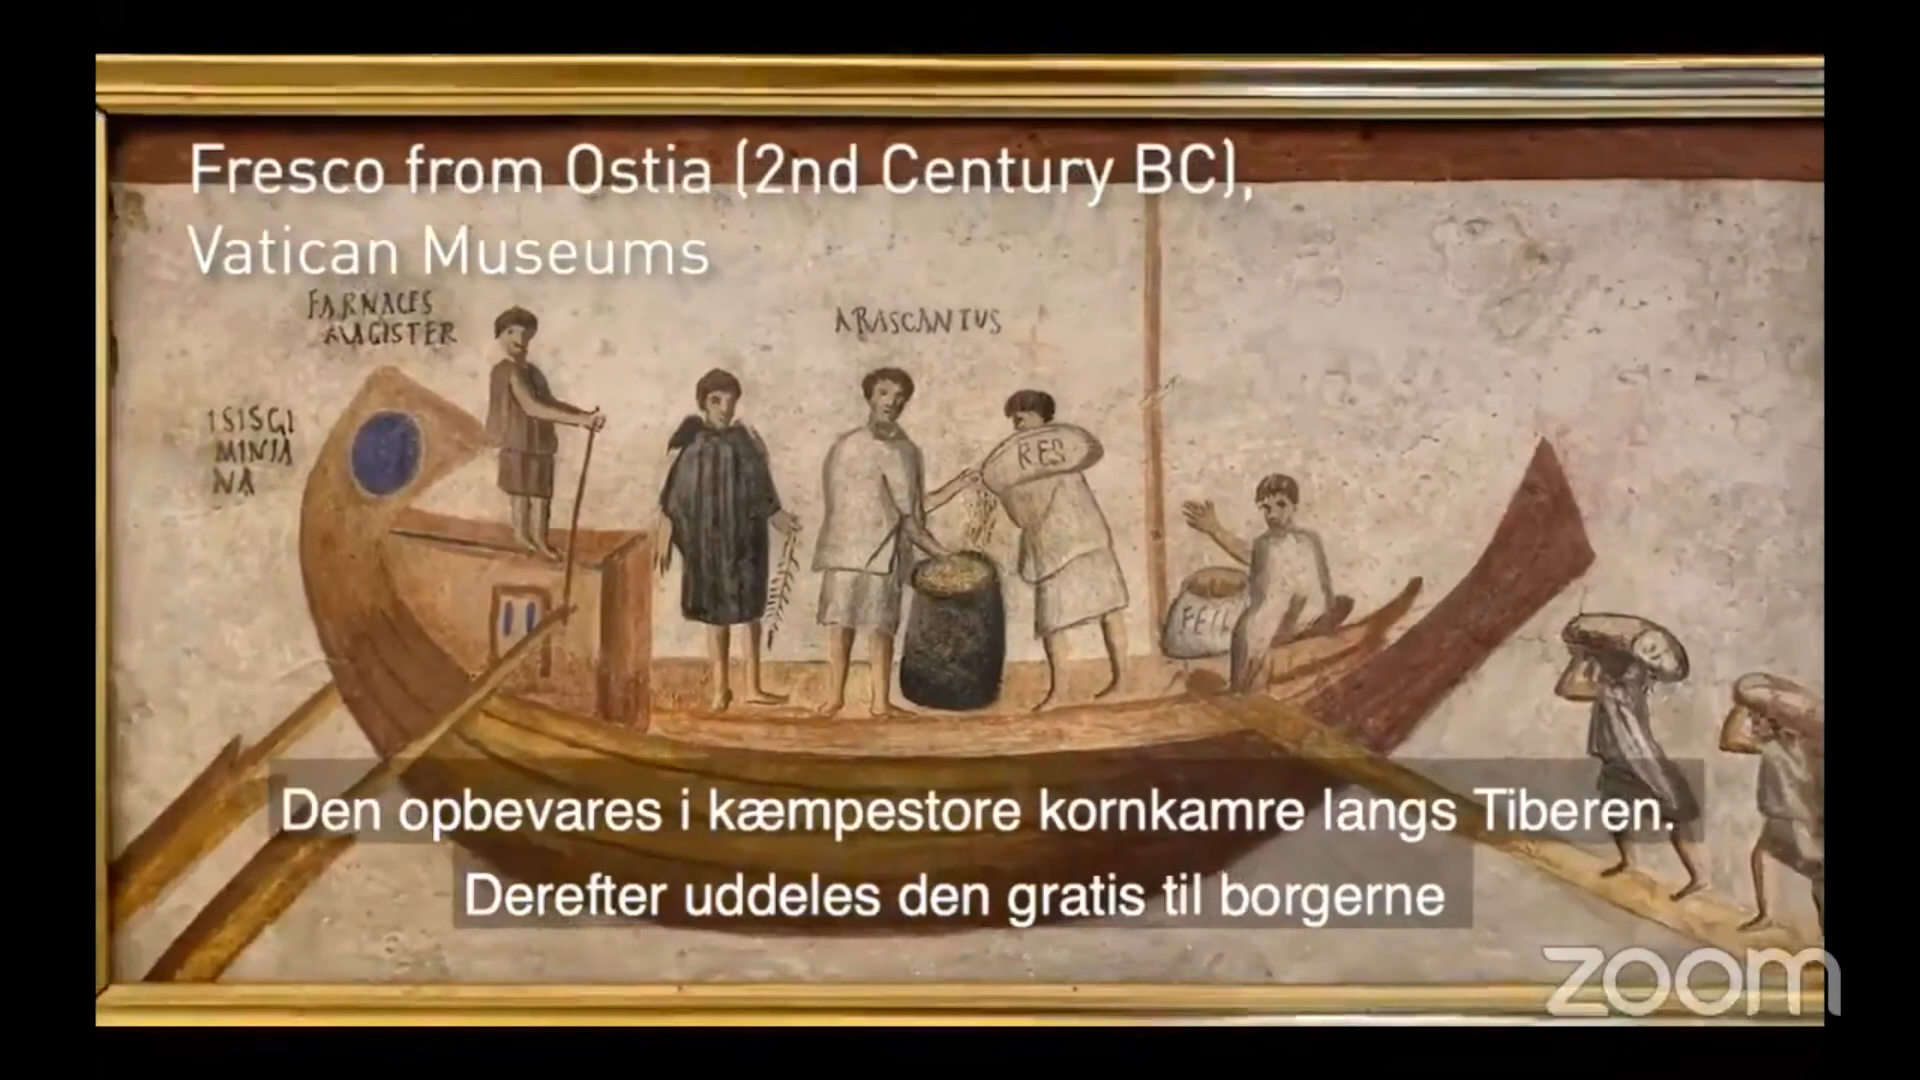 Fresco from Ostia (2nd Century BC),
Vatican Museums
FARNACES
MAGISTER
ARASCANTUS
ISISGI
MINIA
NA
RES
FECI
Den opbevares i kæmpestore kornkamre langs Tiberen.
Derefter uddeles den gratis til borgerne
zoom